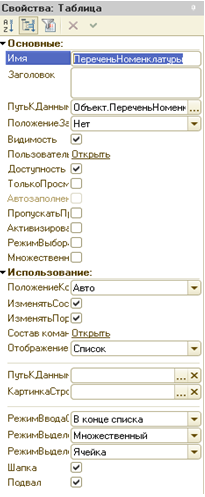 Свойства: Таблица
Основные:
Имя ПереченьНоменклатуры
Заголовок
ПутьКДанным Объект.ПереченьНоменк ...
ПоложениеЗа Нет
Видимость
Пользовател Открыть
Доступность
ТолькоПросм
Автозаполнен
ПропускатьП
Активизирова
РежимВыбора
Множественн
Использование:
ПоложениеКо Авто
ИзменятьСос
ИзменятьПор
Состав коман Открыть
Отображение Список
ПутьКДанным ...
КартинкаСтро ...
РежимВводаС В конце списка
РежимВыдел Множественный
РежимВыдел Ячейка
Шапка
Подвал